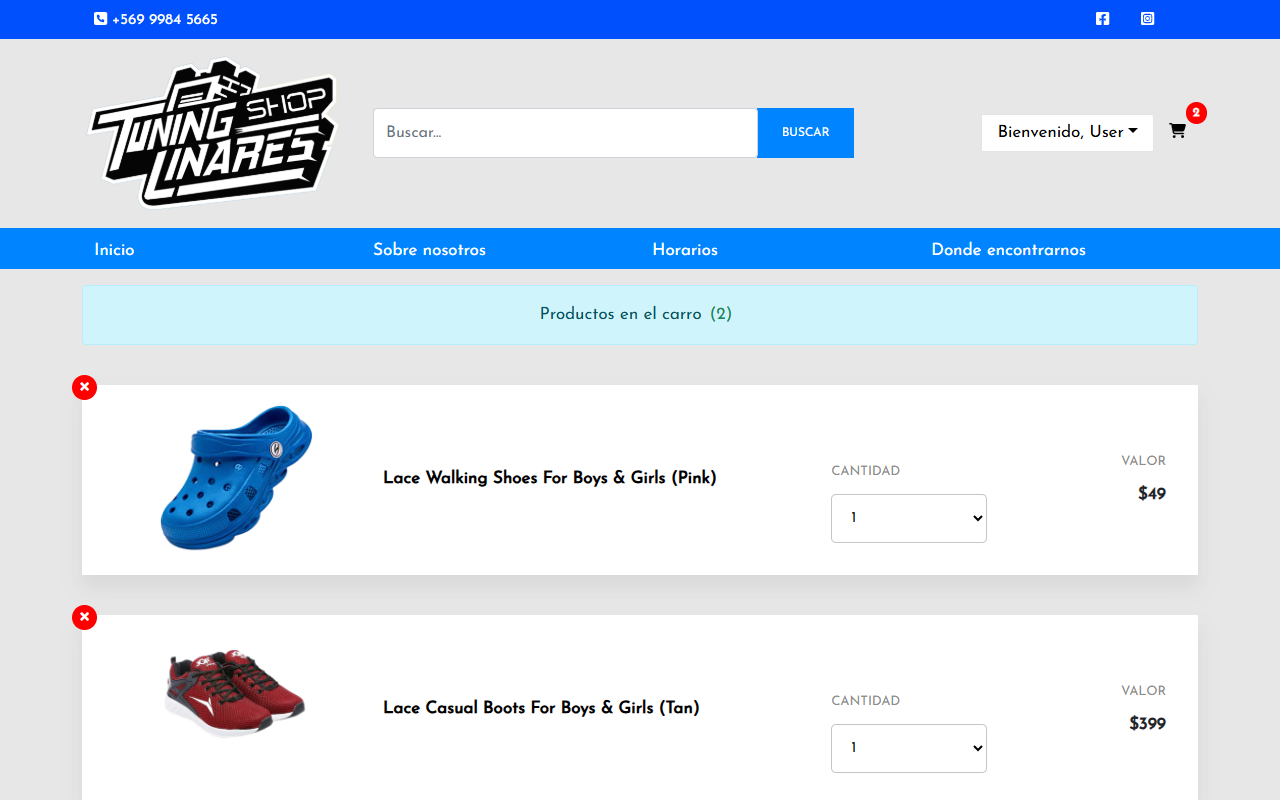 +569 9984 5665
TUNING SHOP
LINARES
Buscar...
BUSCAR
Bienvenido, User
2
Inicio
Sobre nosotros
Horarios
Donde encontrarnos
Productos en el carro (2)
Lace Walking Shoes For Boys & Girls (Pink)
CANTIDAD
1
VALOR
$49
Lace Casual Boots For Boys & Girls (Tan)
CANTIDAD
1
VALOR
$399